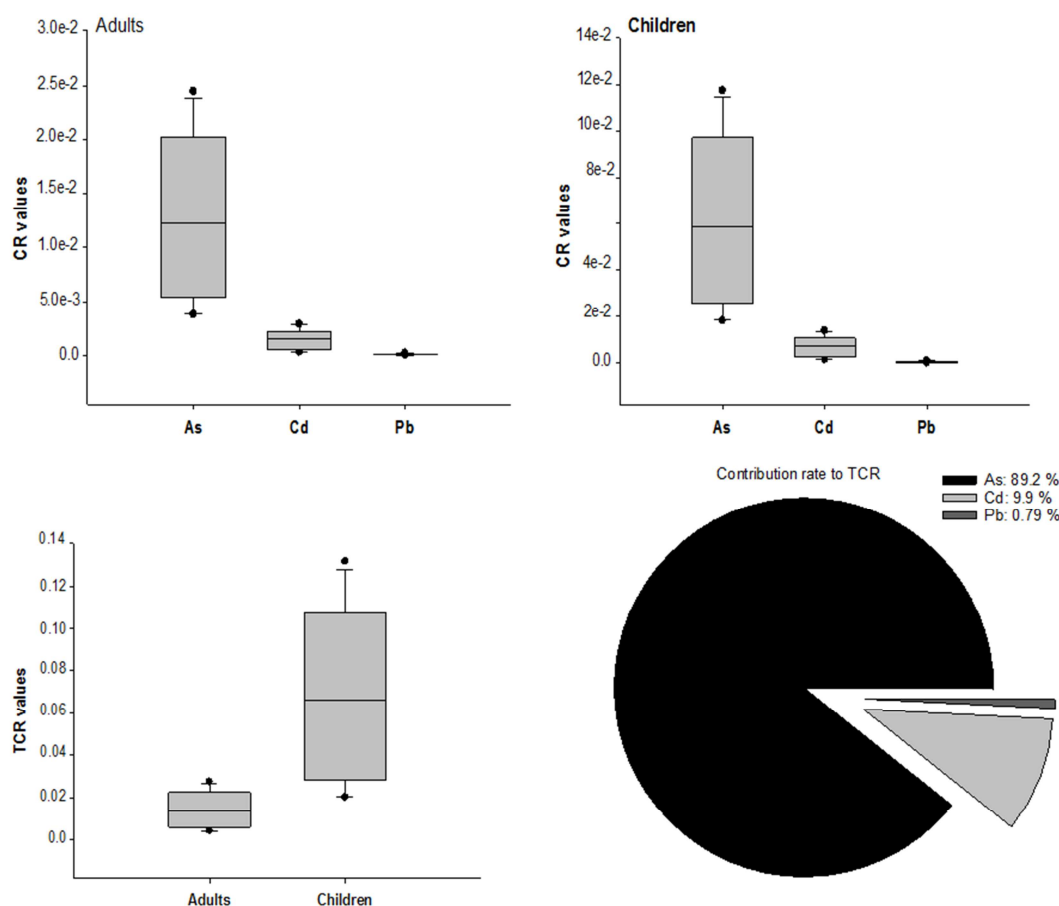 Adults
3.0e-2
2.5e-2
2.0e-2
1.5e-2
1.0e-2
5.0e-3
0.0
CR values
As Cd Pb
Children
14e-2
12e-2
10e-2
8e-2
4e-2
2e-2
0.0
CR values
As Cd Pb
0.14
0.12
0.10
0.08
0.06
0.04
0.02
0.0
TCR values
Adults Children
Contribution rate to TCR
As: 89.2 %
Cd: 9.9 %
Pb: 0.79 %